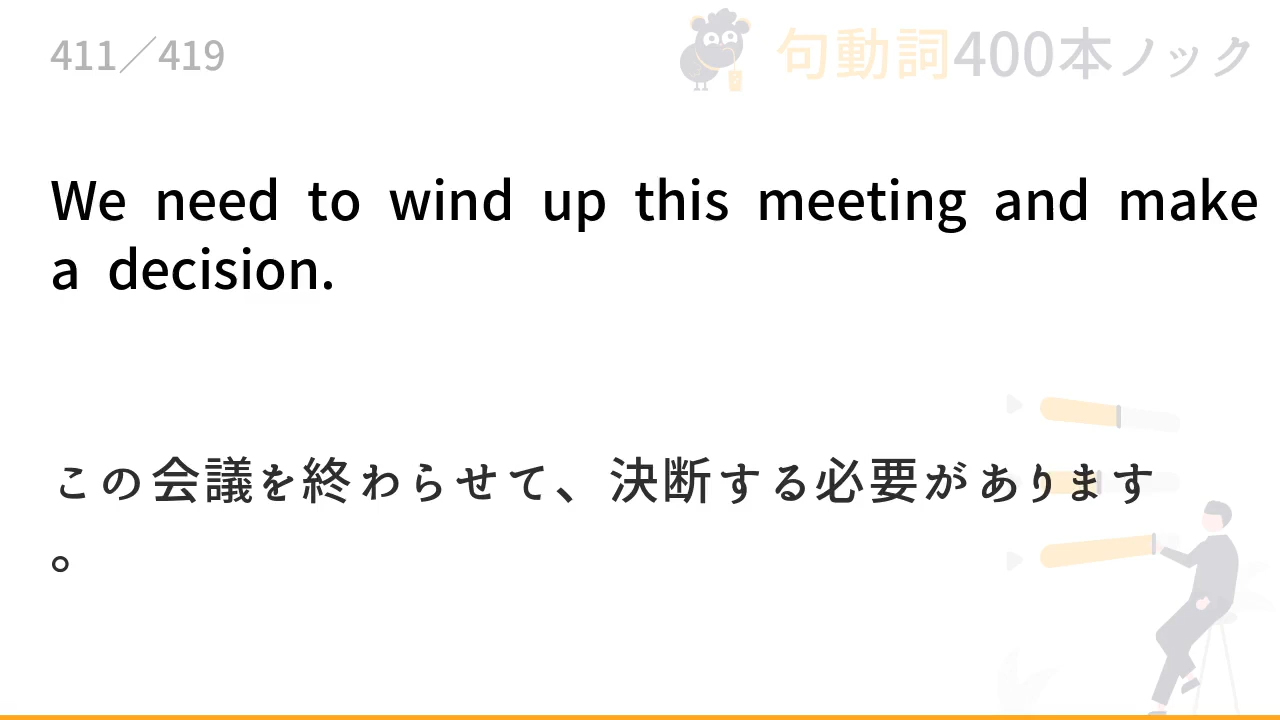 411／419
句動詞400本ノック
We need to wind up this meeting and make
a decision.
この会議を終わらせて、決断する必要があります
。